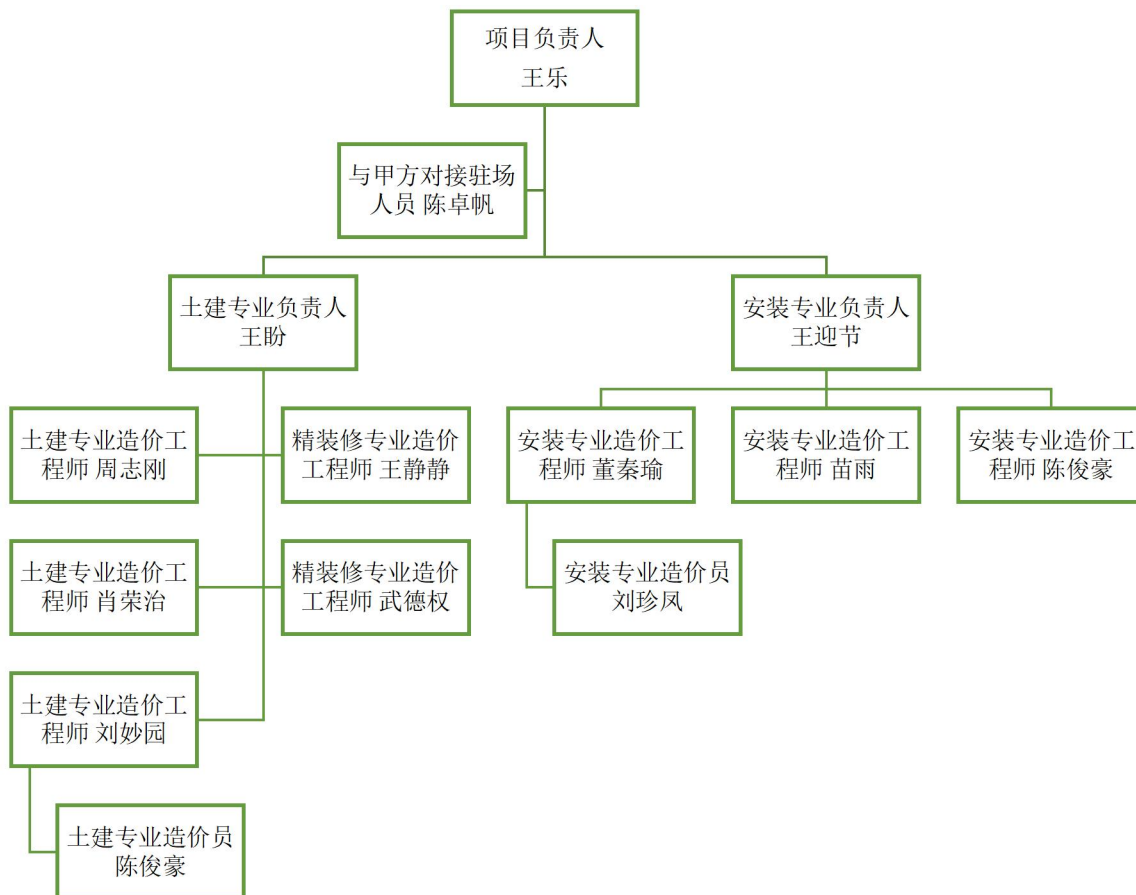 项目负责人
王乐
与甲方对接驻场
人员 陈卓帆
土建专业负责人
王盼
安装专业负责人
王迎节
土建专业造价工
程师 周志刚
精装修专业造价
工程师 王静静
安装专业造价工
程师 董秦瑜
安装专业造价工
程师 苗雨
安装专业造价工
程师 陈俊豪
土建专业造价工
程师 肖荣治
精装修专业造价
工程师 武德权
安装专业造价员
刘珍凤
土建专业造价工
程师 刘妙园
土建专业造价员
陈俊豪